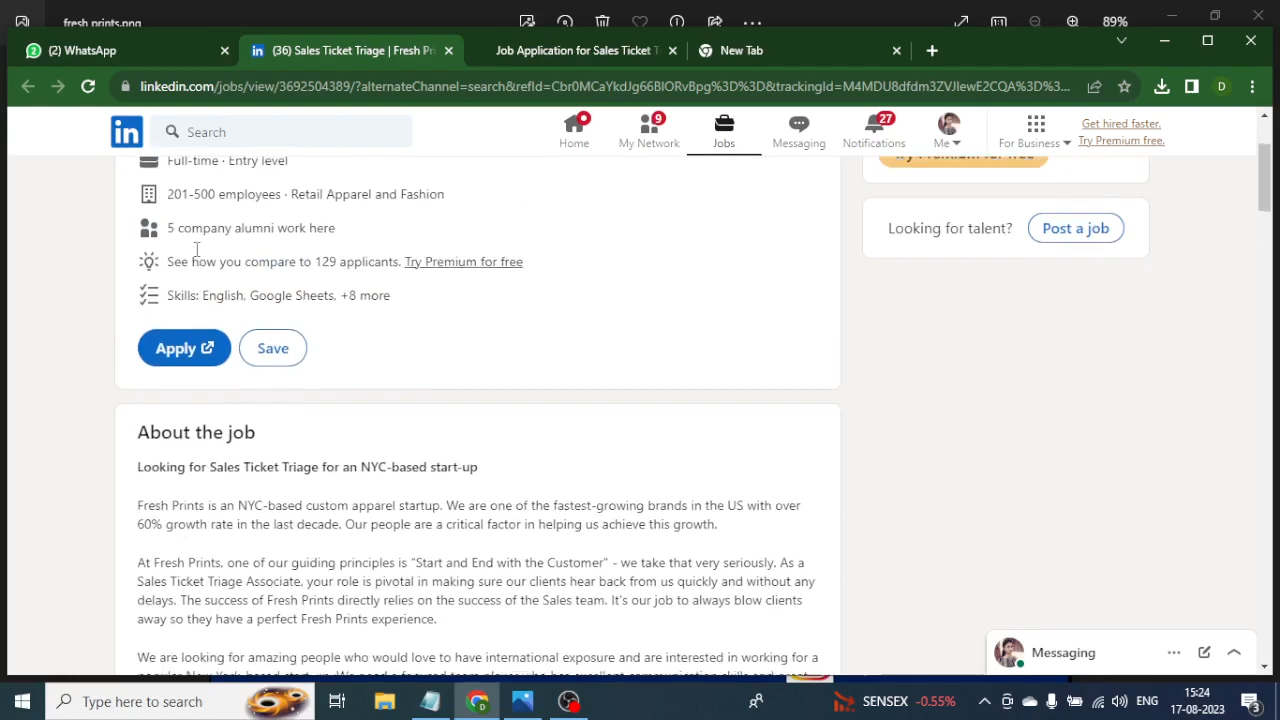 fresh prints.png
89%
(2) WhatsApp
(36) Sales Ticket Triage | Fresh Pri
Job Application for Sales Ticket T
New Tab
linkedin.com/jobs/view/3692504389/?alternateChannel=search&refId=Cbr0MCaYkdJg66BlORvBpg%3D%3D&trackingId=M4MDU8dfdm3ZVJIewE2CQA%3D%3...
D
in
Search
Home
9
My Network
Jobs
Messaging
27
Notifications
Me
For Business
Get hired faster.
Try Premium free.
Full-time · Entry level
201-500 employees · Retail Apparel and Fashion
5 company alumni work here
See how you compare to 129 applicants. Try Premium for free
Skills: English, Google Sheets, +8 more
Apply
Save
Looking for talent?
Post a job
About the job
Looking for Sales Ticket Triage for an NYC-based start-up
Fresh Prints is an NYC-based custom apparel startup. We are one of the fastest-growing brands in the US with over
60% growth rate in the last decade. Our people are a critical factor in helping us achieve this growth.
At Fresh Prints, one of our guiding principles is "Start and End with the Customer" - we take that very seriously. As a
Sales Ticket Triage Associate, your role is pivotal in making sure our clients hear back from us quickly and without any
delays. The success of Fresh Prints directly relies on the success of the Sales team. It's our job to always blow clients
away so they have a perfect Fresh Prints experience.
We are looking for amazing people who would love to have international exposure and are interested in working for a
Messaging
Type here to search
SENSEX -0.55%
ENG
15:24
17-08-2023
3